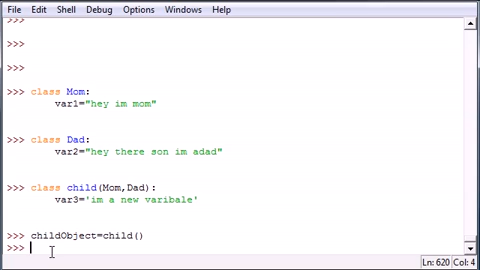 File Edit Shell Debug Options Windows Help
>>>
>>>
>>>
>>> class Mom:
        var1="hey im mom"
>>> class Dad:
        var2="hey there son im adad"
>>> class child(Mom,Dad):
        var3='im a new varibale'
>>> childObject=child()
>>>
Ln: 620 Col: 4